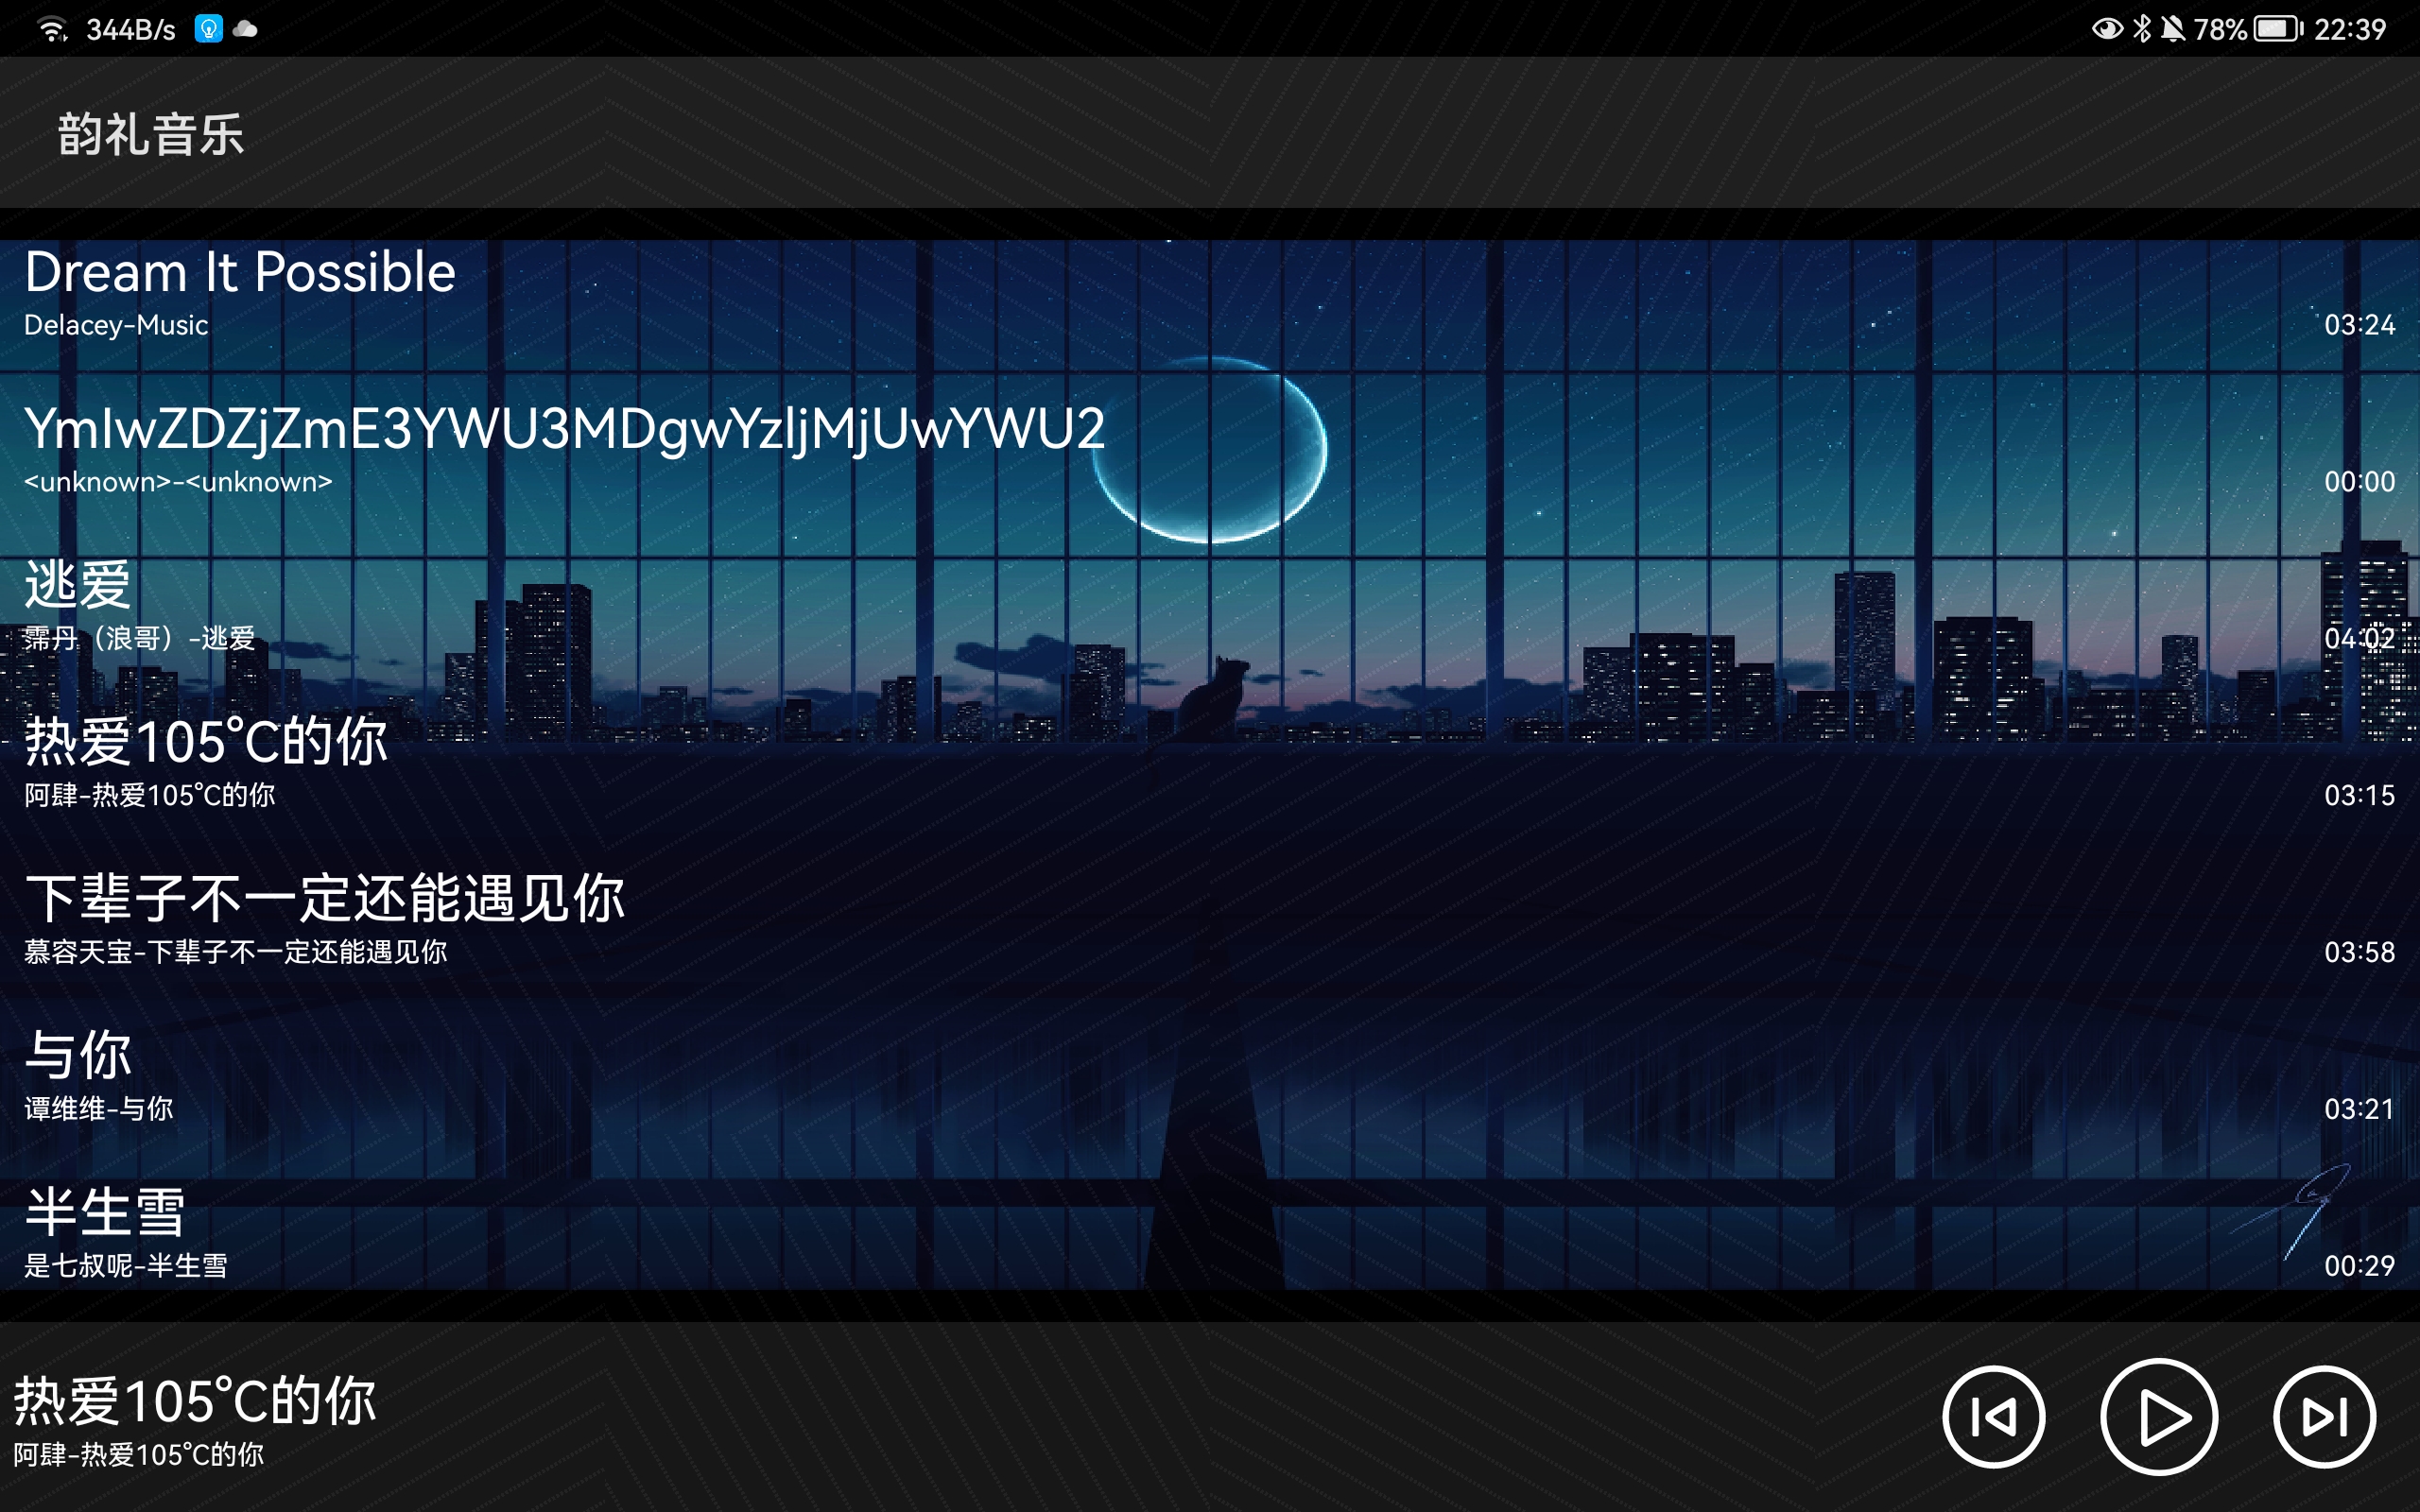 344B/s
78%
22:39
韵礼音乐
Dream It Possible
Delacey-Music
03:24
YmIwZDZjZmE3YWU3MDgwYzljMjUwYWU2
<unknown>-<unknown>
00:00
逃爱
霈丹（浪哥）-逃爱
04:02
热爱105℃的你
阿肆-热爱105℃的你
03:15
下辈子不一定还能遇见你
慕容天宝-下辈子不一定还能遇见你
03:58
与你
谭维维-与你
03:21
半生雪
是七叔呢-半生雪
00:29
热爱105℃的你
阿肆-热爱105℃的你